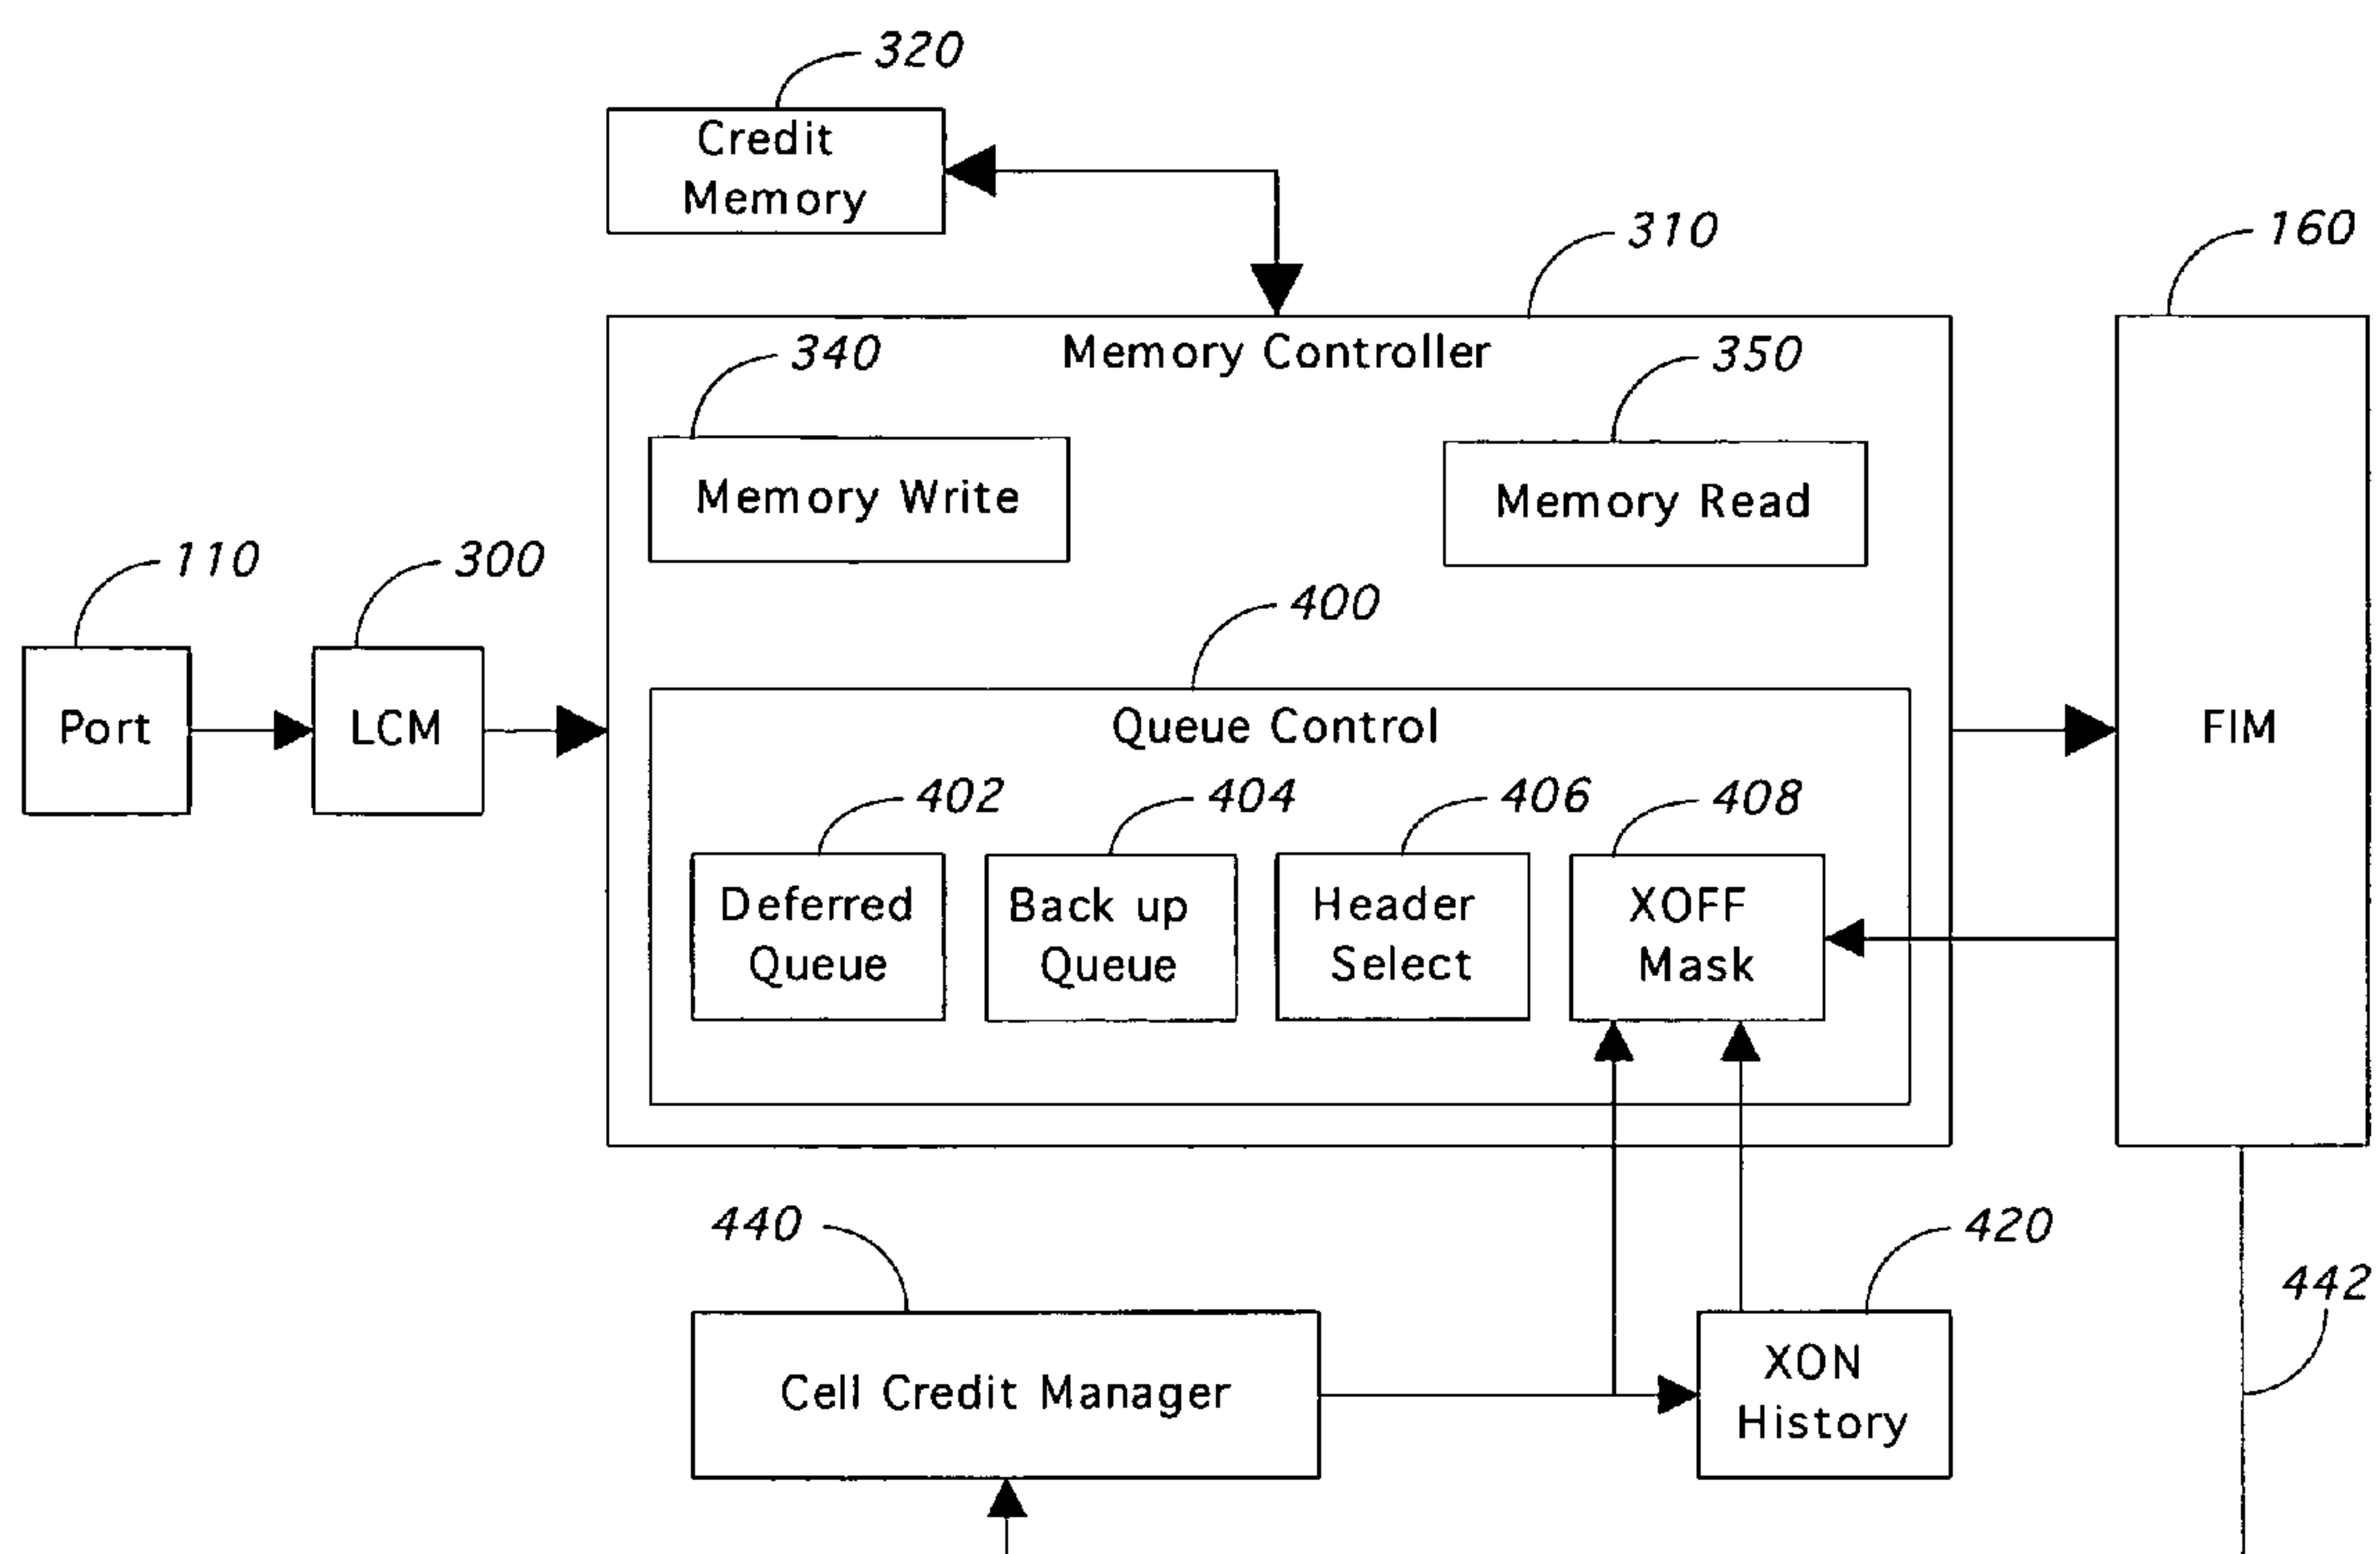 320
Credit
Memory
310
160
Memory Controller
340
350
Memory Write
Memory Read
110
300
400
Port
LCM
Queue Control
FIM
402
404
406
408
Deferred
Queue
Back up
Queue
Header
Select
XOFF
Mask
440
420
442
Cell Credit Manager
XON
History